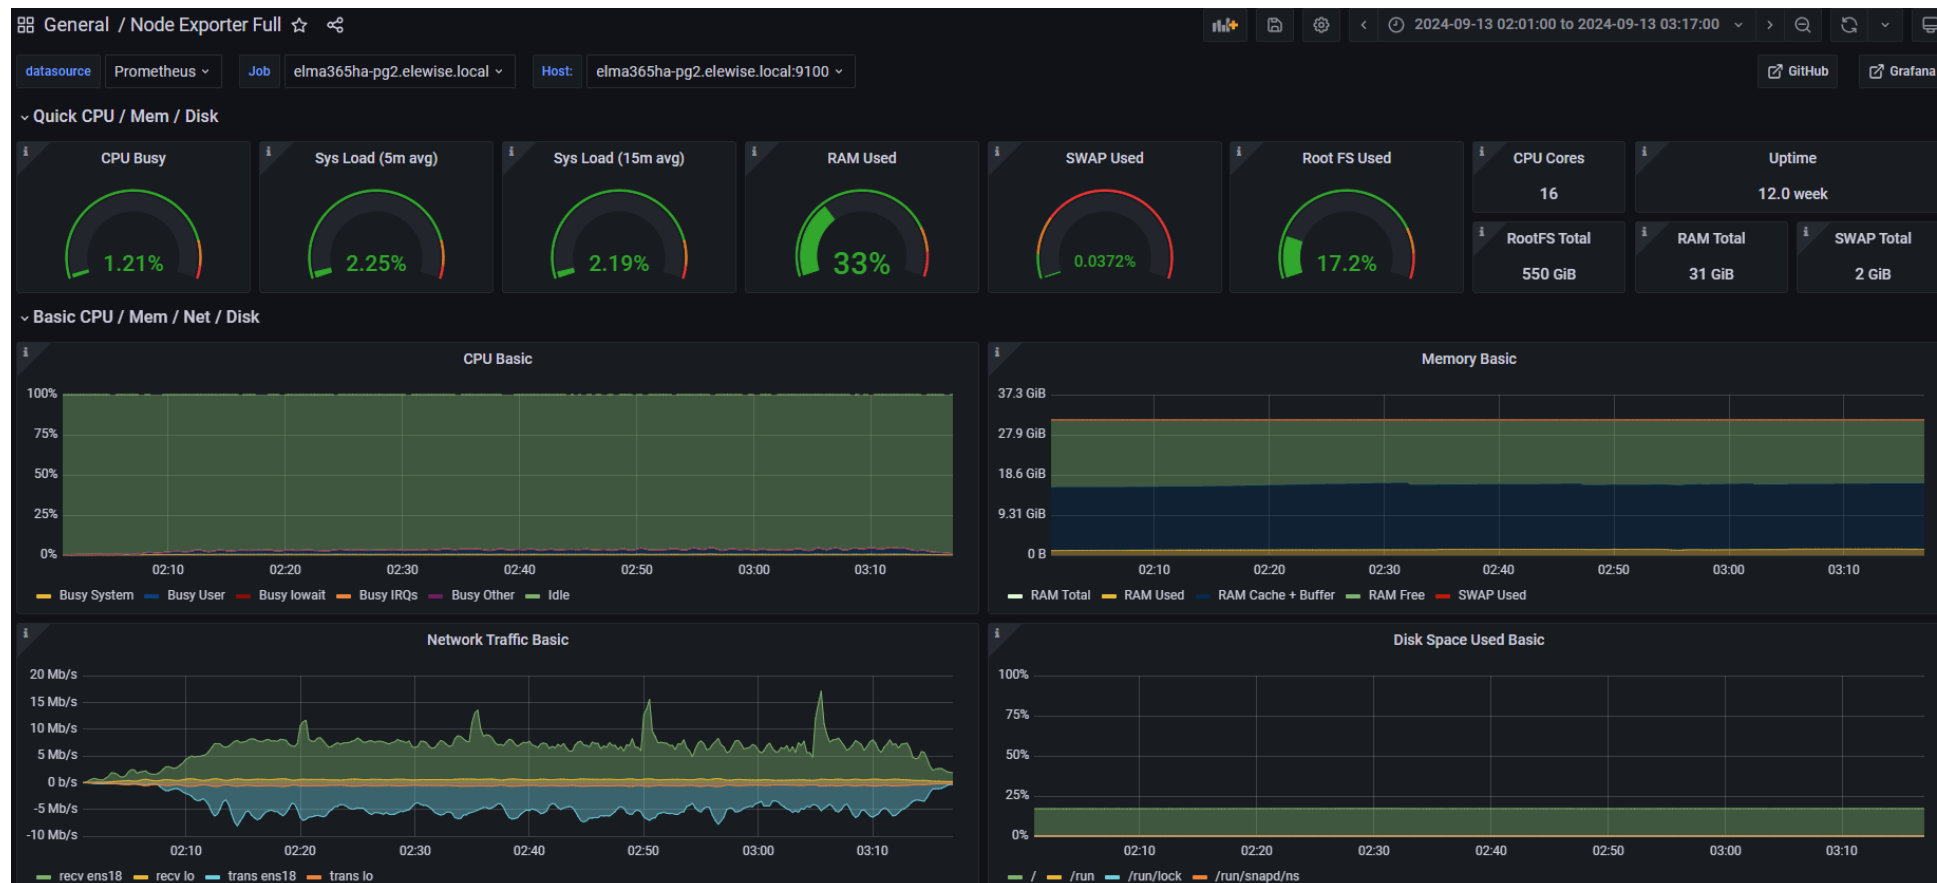 General / Node Exporter Full
2024-09-13 02:01:00 to 2024-09-13 03:17:00
datasource Prometheus Job elma365ha-pg2.elewise.local Host: elma365ha-pg2.elewise.local:9100 GitHub Grafana
Quick CPU / Mem / Disk
CPU Busy
1.21%
Sys Load (5m avg)
2.25%
Sys Load (15m avg)
2.19%
RAM Used
33%
SWAP Used
0.0372%
Root FS Used
17.2%
CPU Cores
16
Uptime
12.0 week
RootFS Total
550 GiB
RAM Total
31 GiB
SWAP Total
2 GiB
Basic CPU / Mem / Net / Disk
CPU Basic
100%
75%
50%
25%
0%
02:10 02:20 02:30 02:40 02:50 03:00 03:10
Busy System Busy User Busy Iowait Busy IRQs Busy Other Idle
Memory Basic
37.3 GiB
27.9 GiB
18.6 GiB
9.31 GiB
0 B
02:10 02:20 02:30 02:40 02:50 03:00 03:10
RAM Total RAM Used RAM Cache + Buffer RAM Free SWAP Used
Network Traffic Basic
20 Mb/s
15 Mb/s
10 Mb/s
5 Mb/s
0 b/s
-5 Mb/s
-10 Mb/s
02:10 02:20 02:30 02:40 02:50 03:00 03:10
recv ens18 recv lo trans ens18 trans lo
Disk Space Used Basic
100%
75%
50%
25%
0%
02:10 02:20 02:30 02:40 02:50 03:00 03:10
/ /run /run/lock /run/snapd/ns